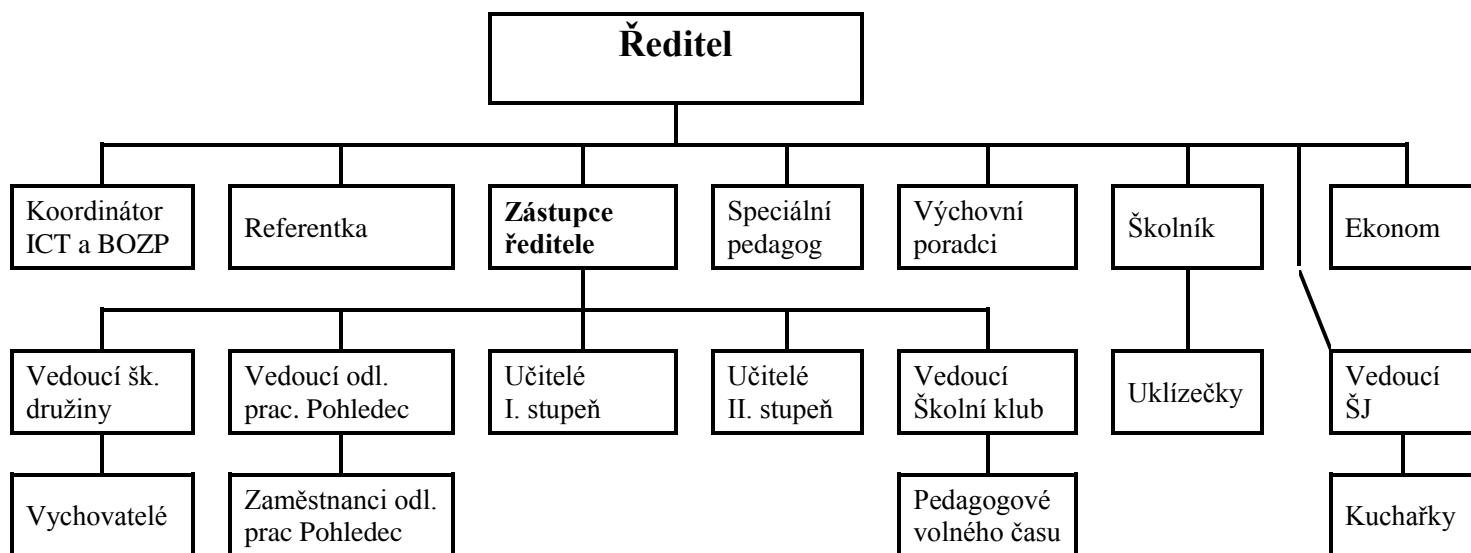 Ředitel
Koordinátor
ICT a BOZP
Referentka
Zástupce
ředitele
Speciální
pedagog
Výchovní
poradci
Školník
Ekonom
Vedoucí šk.
družiny
Vedoucí odl.
prac. Pohledec
Učitelé
I. stupeň
Učitelé
II. stupeň
Vedoucí
Školní klub
Uklízečky
Vedoucí
ŠJ
Vychovatelé
Zaměstnanci odl.
prac Pohledec
Pedagogové
volného času
Kuchařky